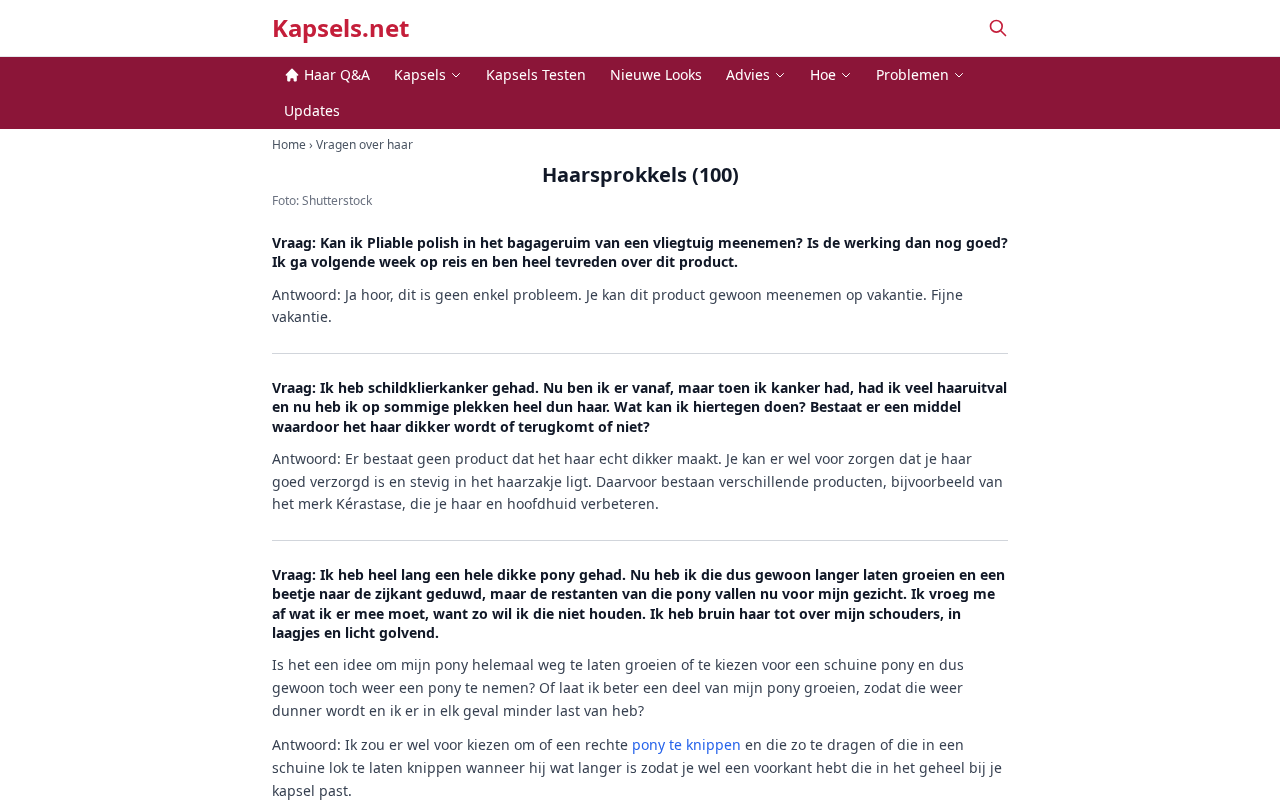 Kapsels.net
Haar Q&A Kapsels Kapsels Testen Nieuwe Looks Advies Hoe Problemen
Updates
Home › Vragen over haar
Haarsprokkels (100)
Foto: Shutterstock
Vraag: Kan ik Pliable polish in het bagageruim van een vliegtuig meenemen? Is de werking dan nog goed?
Ik ga volgende week op reis en ben heel tevreden over dit product.
Antwoord: Ja hoor, dit is geen enkel probleem. Je kan dit product gewoon meenemen op vakantie. Fijne
vakantie.
Vraag: Ik heb schildklierkanker gehad. Nu ben ik er vanaf, maar toen ik kanker had, had ik veel haaruitval
en nu heb ik op sommige plekken heel dun haar. Wat kan ik hiertegen doen? Bestaat er een middel
waardoor het haar dikker wordt of terugkomt of niet?
Antwoord: Er bestaat geen product dat het haar echt dikker maakt. Je kan er wel voor zorgen dat je haar
goed verzorgd is en stevig in het haarzakje ligt. Daarvoor bestaan verschillende producten, bijvoorbeeld van
het merk Kérastase, die je haar en hoofdhuid verbeteren.
Vraag: Ik heb heel lang een hele dikke pony gehad. Nu heb ik die dus gewoon langer laten groeien en een
beetje naar de zijkant geduwd, maar de restanten van die pony vallen nu voor mijn gezicht. Ik vroeg me
af wat ik er mee moet, want zo wil ik die niet houden. Ik heb bruin haar tot over mijn schouders, in
laagjes en licht golvend.
Is het een idee om mijn pony helemaal weg te laten groeien of te kiezen voor een schuine pony en dus
gewoon toch weer een pony te nemen? Of laat ik beter een deel van mijn pony groeien, zodat die weer
dunner wordt en ik er in elk geval minder last van heb?
Antwoord: Ik zou er wel voor kiezen om of een rechte pony te knippen en die zo te dragen of die in een
schuine lok te laten knippen wanneer hij wat langer is zodat je wel een voorkant hebt die in het geheel bij je
kapsel past.